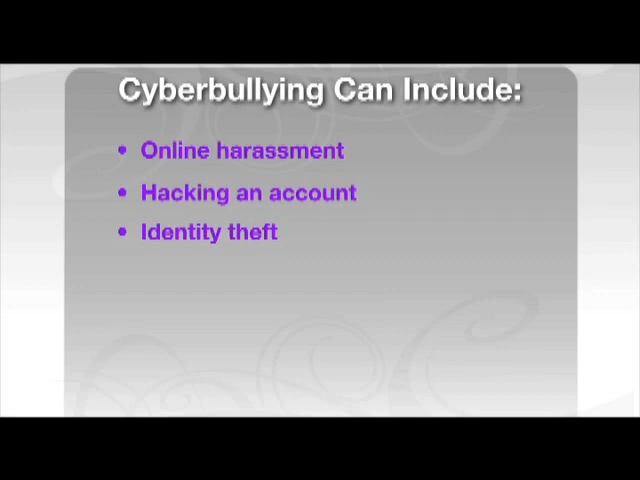 Cyberbullying Can Include:
• Online harassment
• Hacking an account
• Identity theft